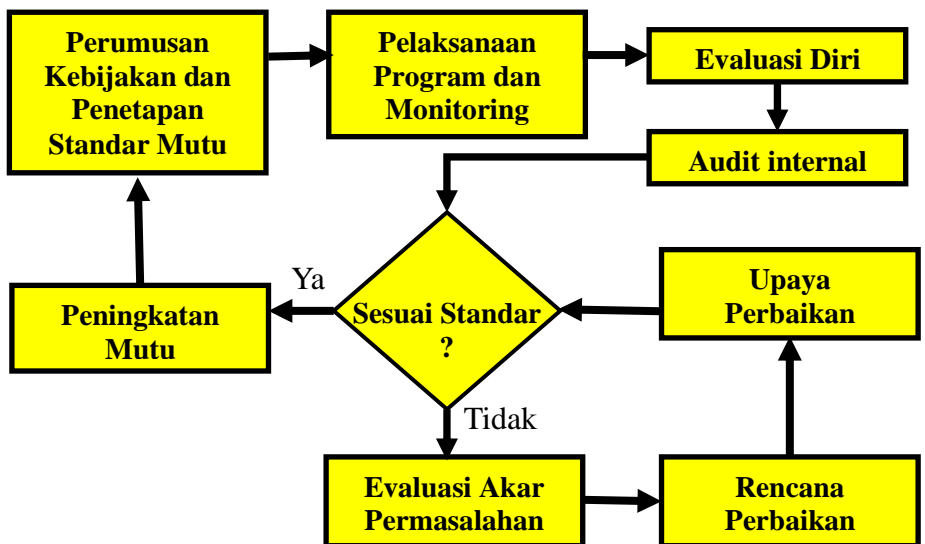 Perumusan
Kebijakan dan
Penetapan
Standar Mutu
Pelaksanaan
Program dan
Monitoring
Evaluasi Diri
Audit internal
Sesuai Standar
?
Ya
Peningkatan
Mutu
Tidak
Evaluasi Akar
Permasalahan
Rencana
Perbaikan
Upaya
Perbaikan